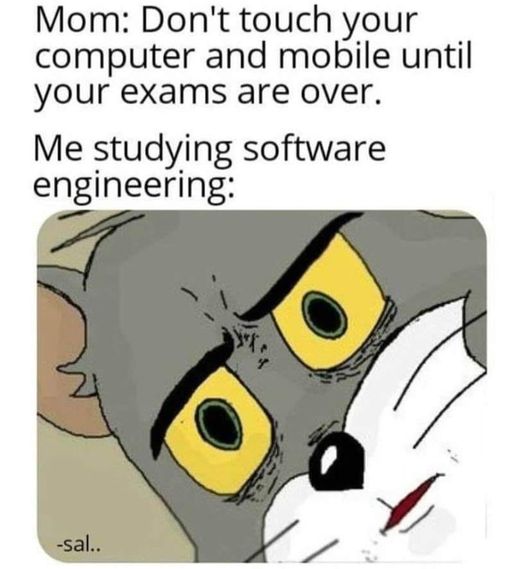 Mom: Don't touch your
computer and mobile until
your exams are over.
Me studying software
engineering:
-sal..